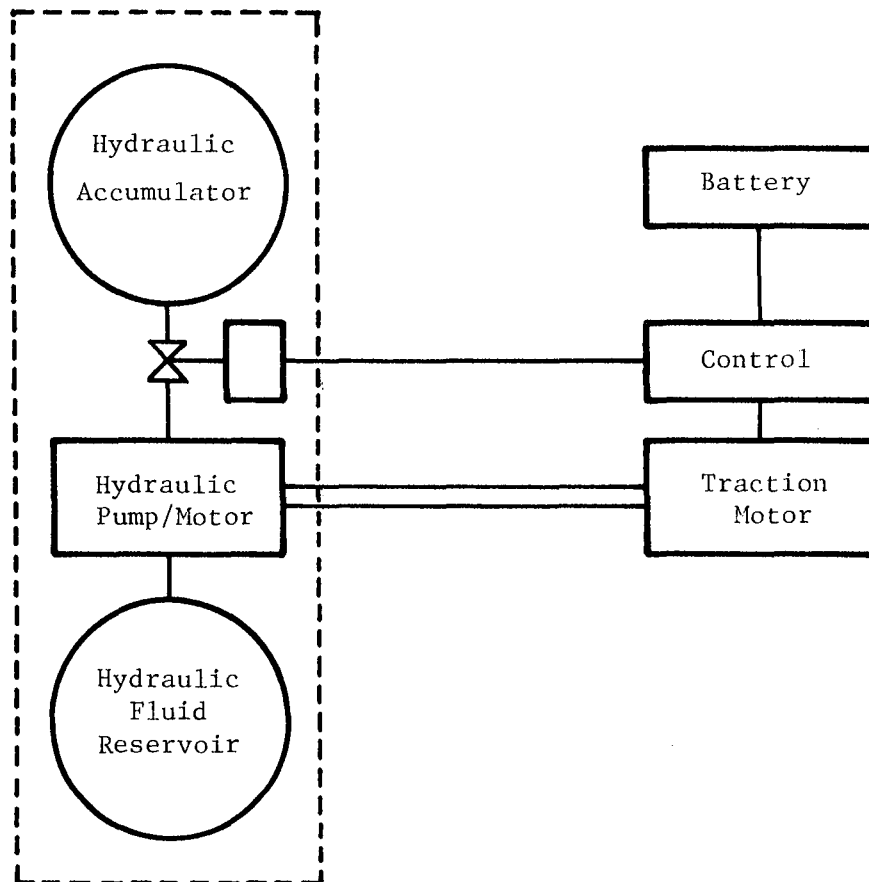 Hydraulic
Accumulator
Battery
Control
Hydraulic
Pump/Motor
Traction
Motor
Hydraulic
Fluid
Reservoir